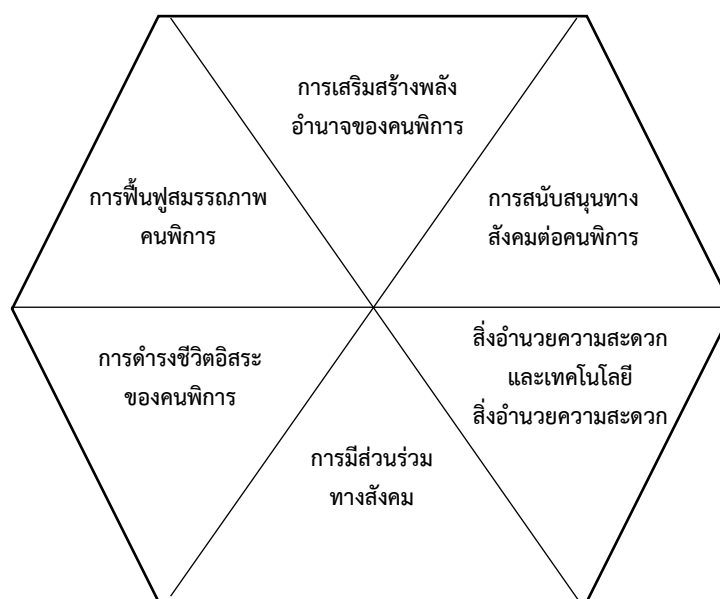 การเสริมสร้างพลัง
อำนาจของคนพิการ
การฟื้นฟูสมรรถภาพ
คนพิการ
การสนับสนุนทาง
สังคมต่อคนพิการ
การดำรงชีวิตอิสระ
ของคนพิการ
สิ่งอำนวยความสะดวก
และเทคโนโลยี
สิ่งอำนวยความสะดวก
การมีส่วนร่วม
ทางสังคม